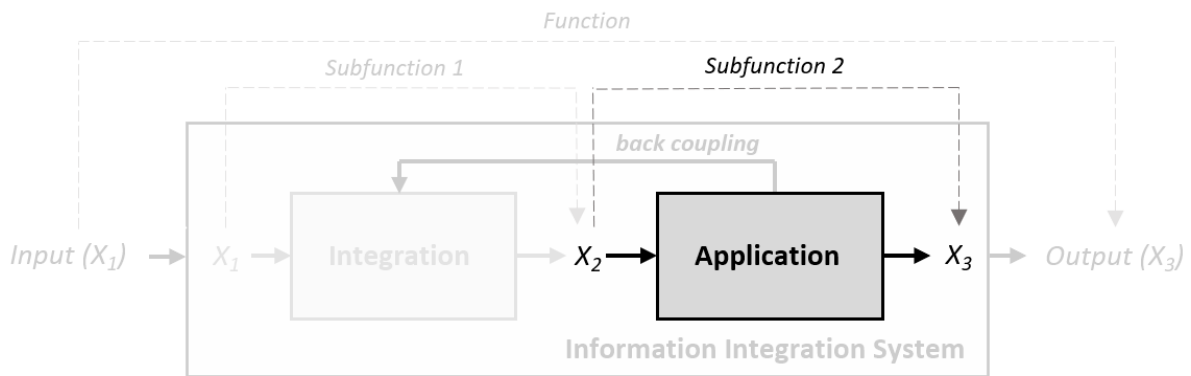 Function
Subfunction 1
Subfunction 2
back coupling
Input (X₁)
X₁
Integration
X₂
Application
X₃
Output (X₃)
Information Integration System